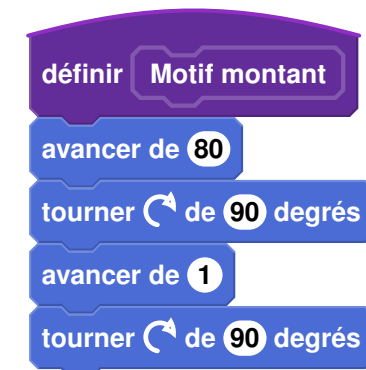 définir Motif montant
avancer de 80
tourner de 90 degrés
avancer de 1
tourner de 90 degrés